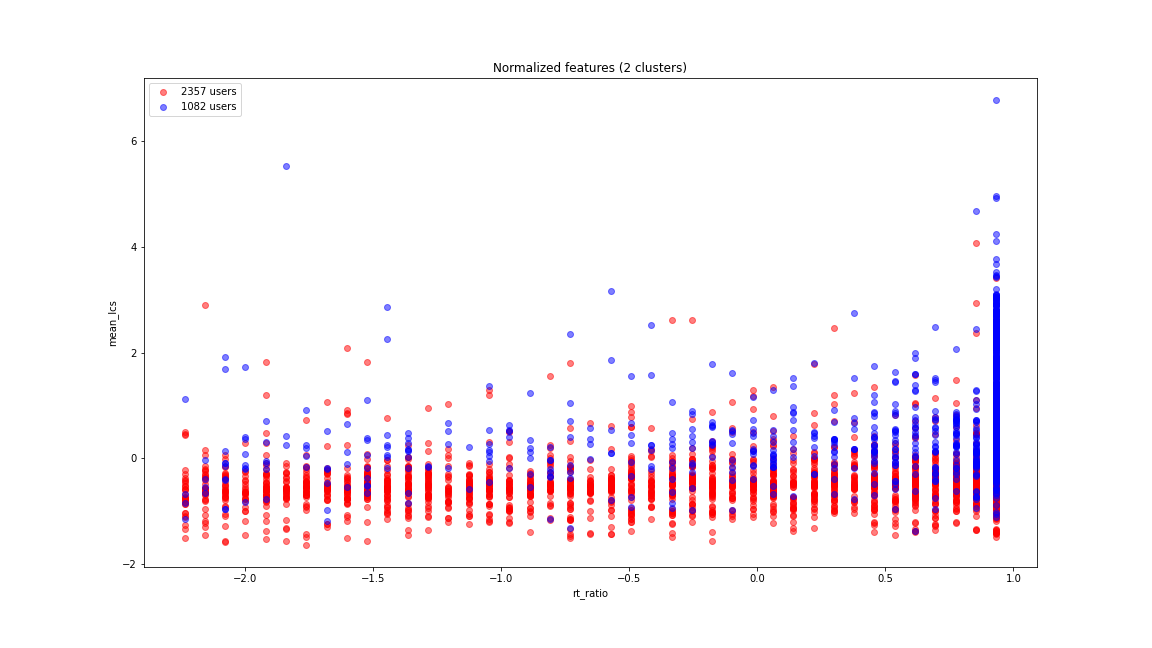 Normalized features (2 clusters)
2357 users
1082 users
mean_lcs
6
4
2
0
−2
−2.0 −1.5 −1.0 −0.5 0.0 0.5 1.0
rt_ratio